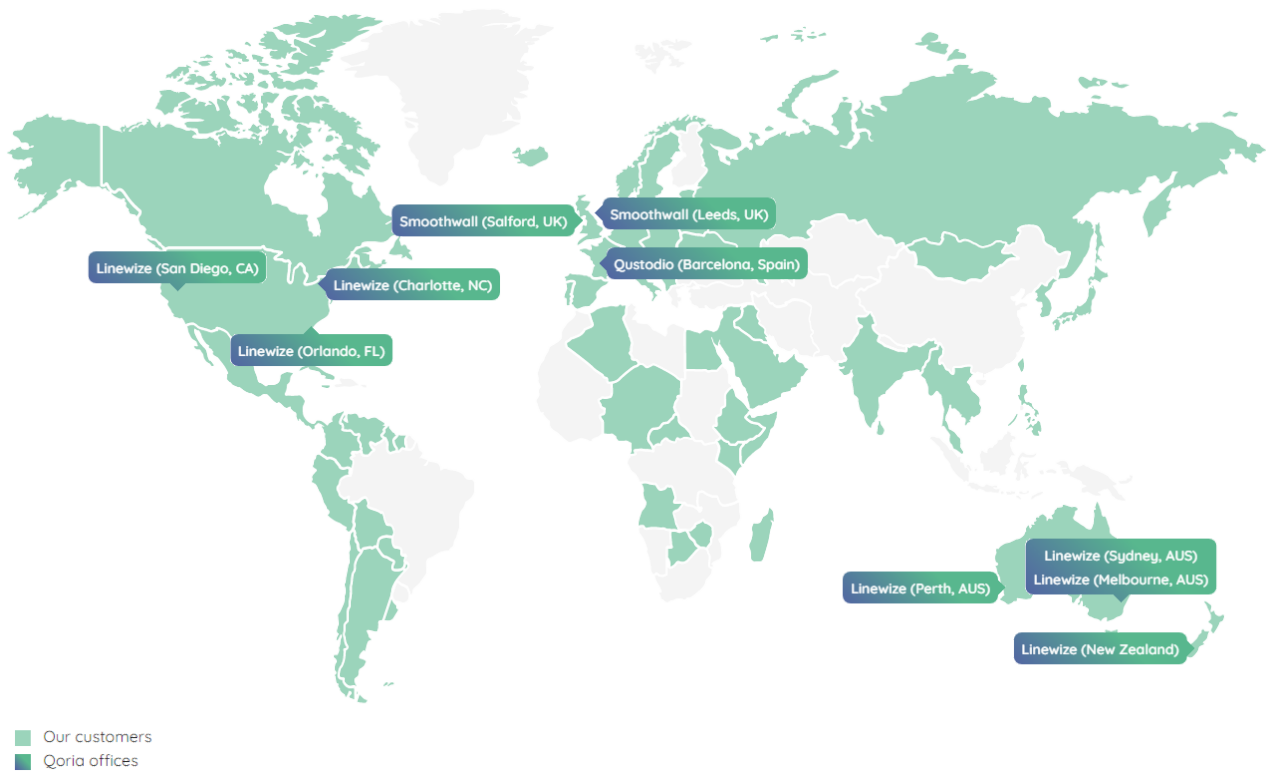 Smoothwall (Salford, UK)
Smoothwall (Leeds, UK)
Linewize (San Diego, CA)
Qustodio (Barcelona, Spain)
Linewize (Charlotte, NC)
Linewize (Orlando, FL)
Linewize (Sydney, AUS)
Linewize (Melbourne, AUS)
Linewize (Perth, AUS)
Linewize (New Zealand)
Our customers
Qoria offices